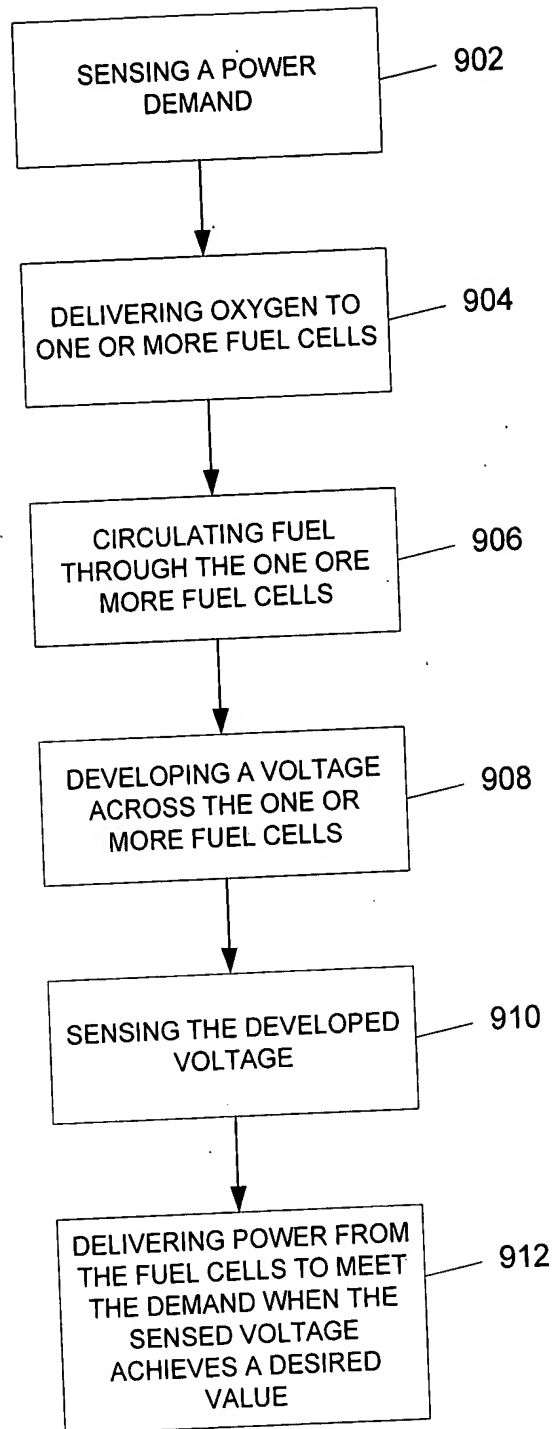 SENSING A POWER
DEMAND
902
DELIVERING OXYGEN TO
ONE OR MORE FUEL CELLS
904
CIRCULATING FUEL
THROUGH THE ONE ORE
MORE FUEL CELLS
906
DEVELOPING A VOLTAGE
ACROSS THE ONE OR
MORE FUEL CELLS
908
SENSING THE DEVELOPED
VOLTAGE
910
DELIVERING POWER FROM
THE FUEL CELLS TO MEET
THE DEMAND WHEN THE
SENSED VOLTAGE
ACHIEVES A DESIRED
VALUE
912